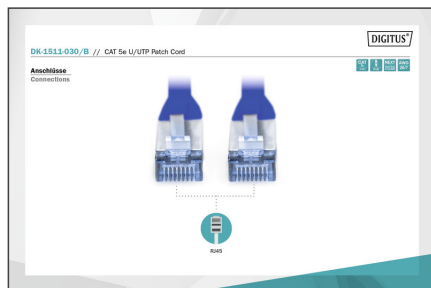 DIGITUS®
DK-1511-030/B // CAT 5e U/UTP Patch Cord
Anschlüsse
Connections
RJ45